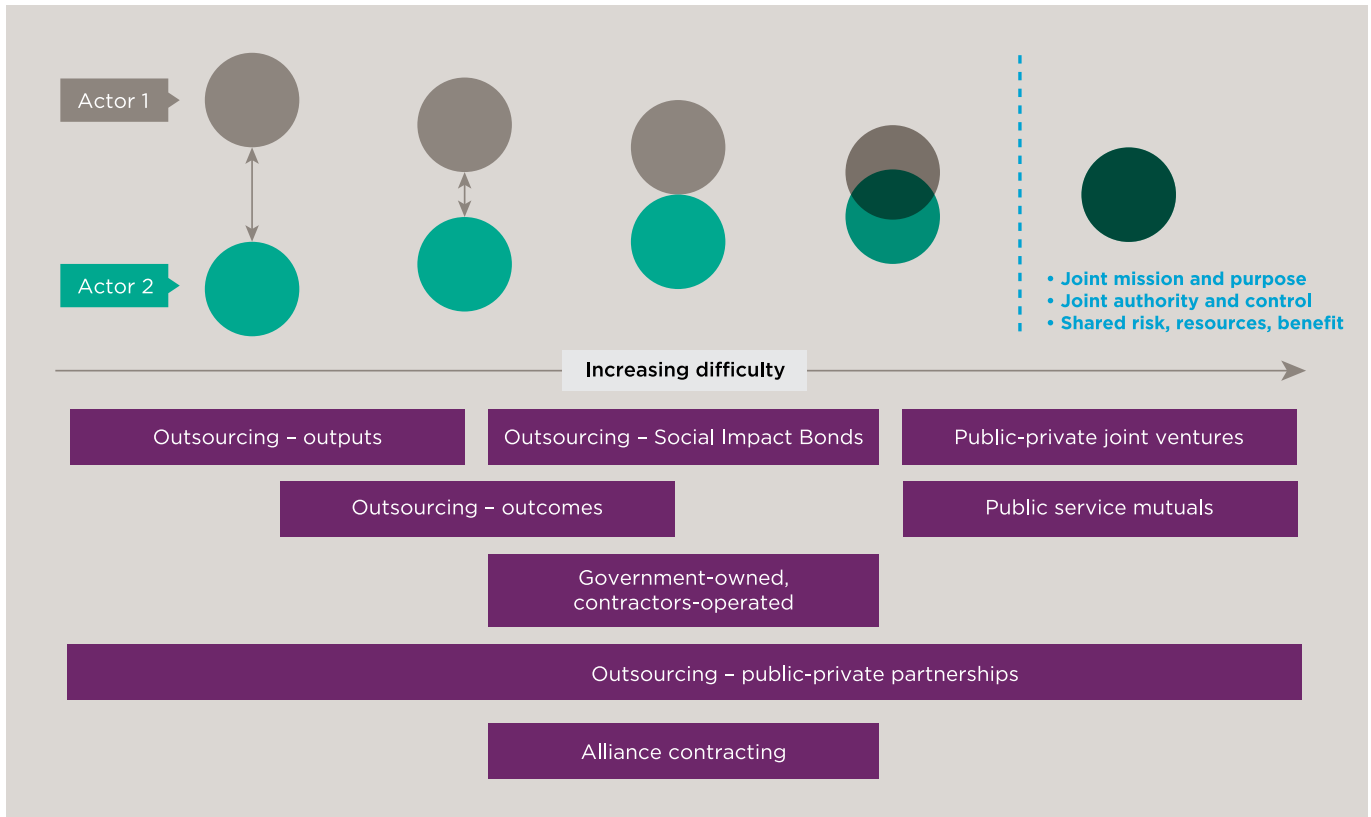 Actor 1
Actor 2
• Joint mission and purpose
• Joint authority and control
• Shared risk, resources, benefit
Increasing difficulty
Outsourcing – outputs
Outsourcing – Social Impact Bonds
Public-private joint ventures
Outsourcing – outcomes
Public service mutuals
Government-owned,
contractors-operated
Outsourcing – public-private partnerships
Alliance contracting